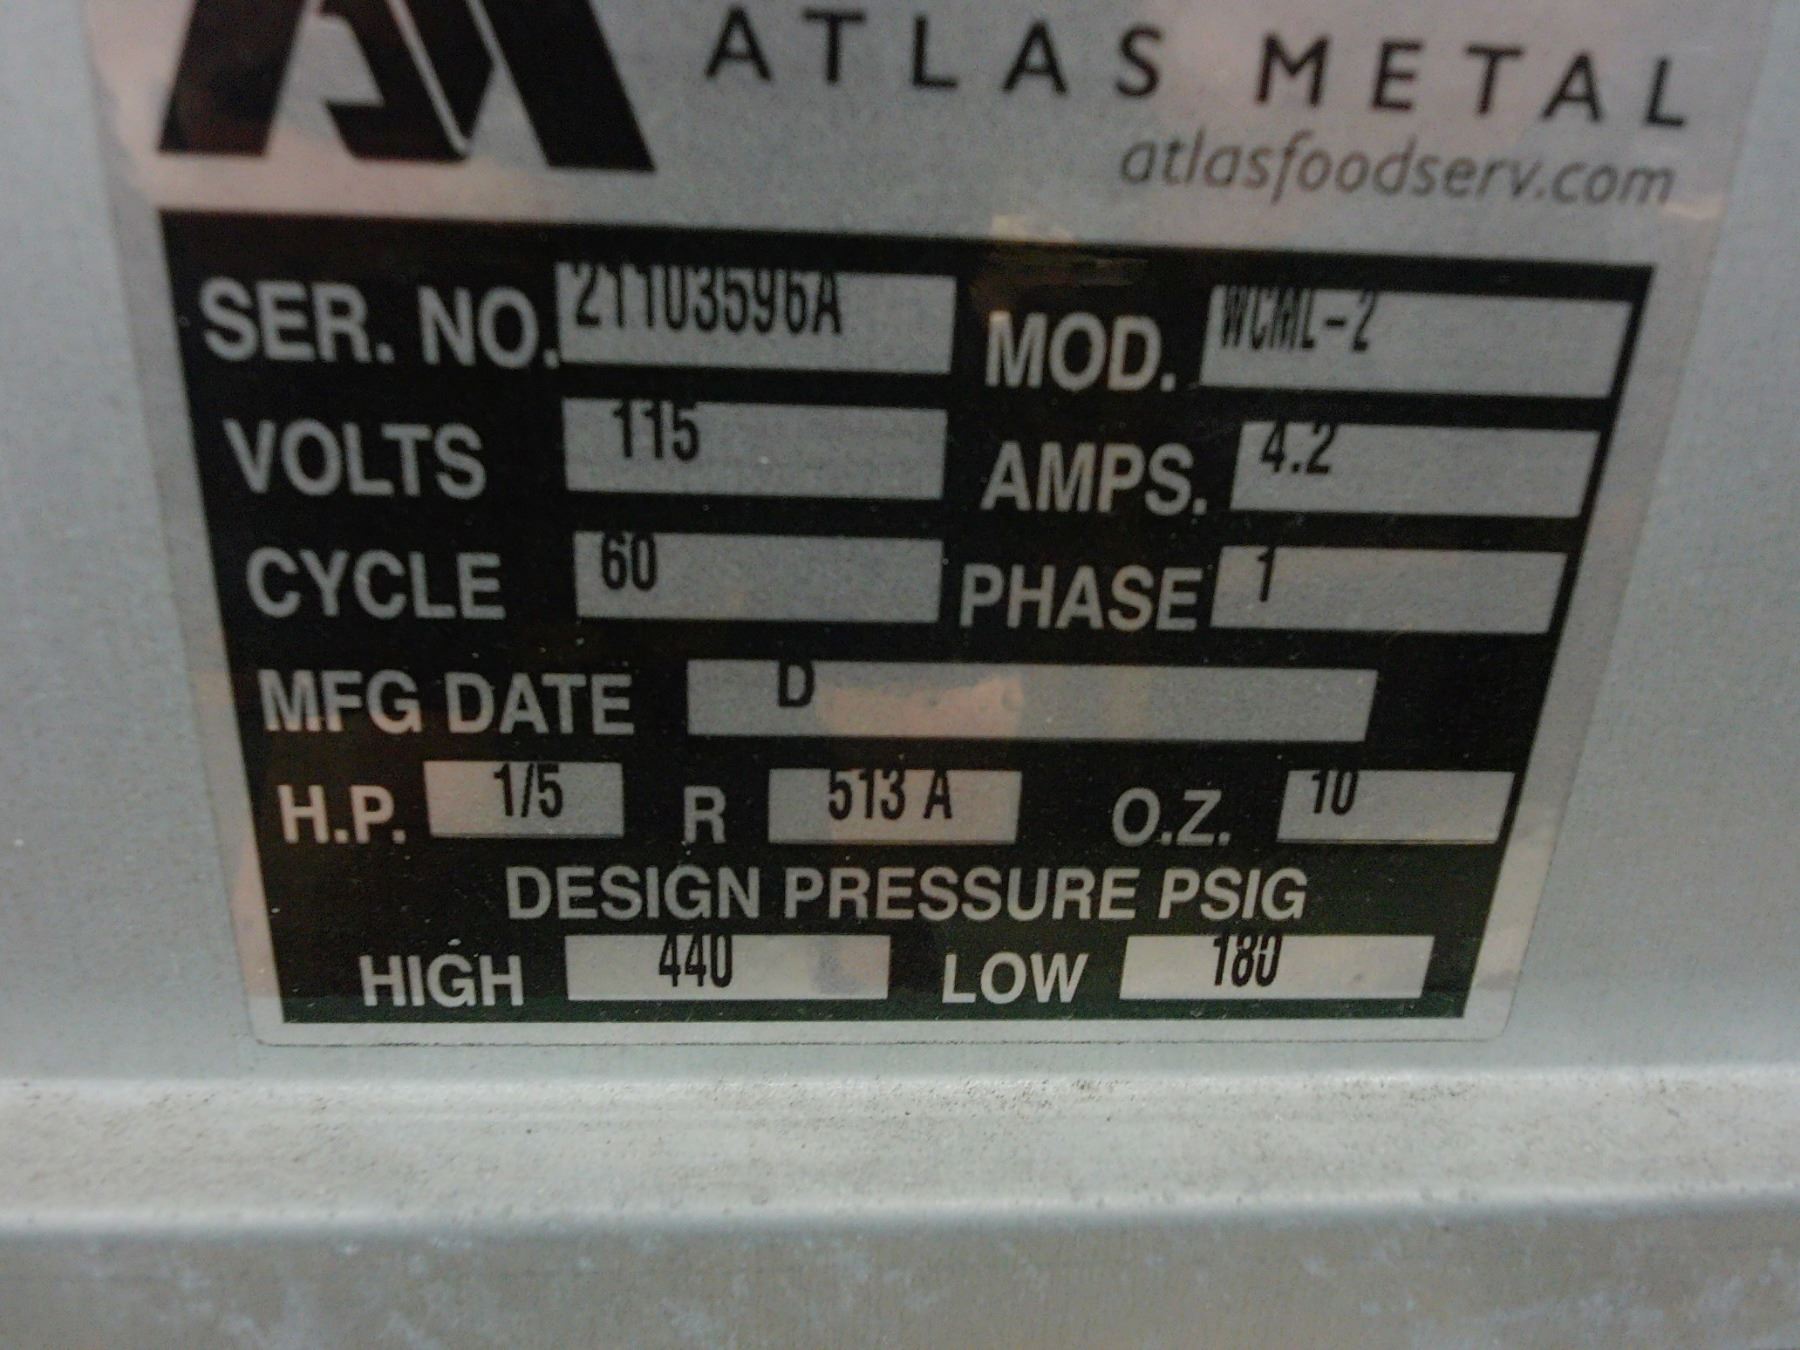 ATLAS METAL
atlasfoodserv.com
SER. NO. 21103596A MOD. WCML-2
VOLTS 115 AMPS. 4.2
CYCLE 60 PHASE 1
MFG DATE D
H.P. 1/5 R 513 A O.Z. 10
DESIGN PRESSURE PSIG
HIGH 440 LOW 180